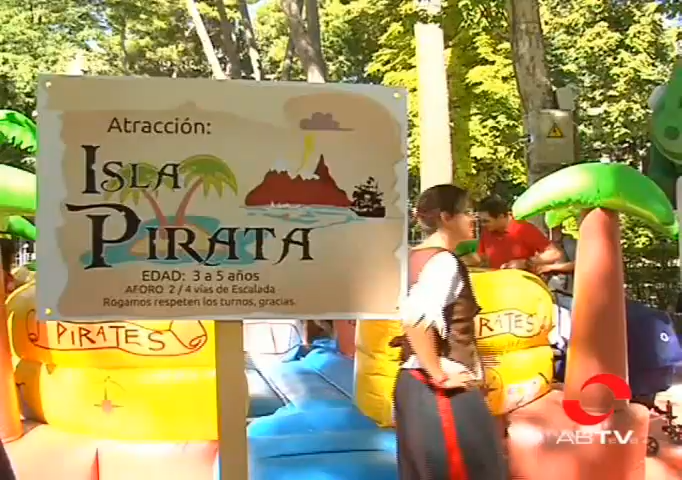 Atracción:
ISLA
PIRATA
EDAD: 3 a 5 años
AFORO 2 / 4 vías de Escalada
Rogamos respeten los turnos, gracias.
PIRATES
RATES
ABTV